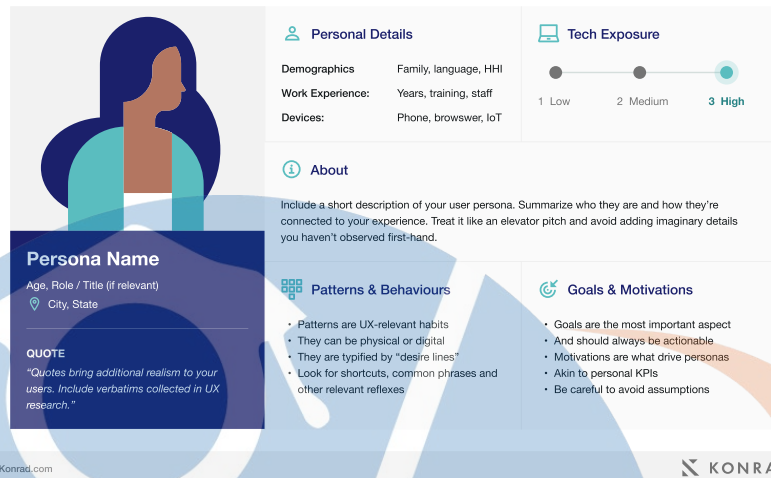 Personal Details
Demographics Family, language, HHI
Work Experience: Years, training, staff
Devices: Phone, browswer, IoT
Tech Exposure
1 Low 2 Medium 3 High
About
Include a short description of your user persona. Summarize who they are and how they're
connected to your experience. Treat it like an elevator pitch and avoid adding imaginary details
you haven't observed first-hand.
Persona Name
Age, Role / Title (if relevant)
City, State
QUOTE
“Quotes bring additional realism to your
users. Include verbatims collected in UX
research.”
Patterns & Behaviours
• Patterns are UX-relevant habits
• They can be physical or digital
• They are typified by “desire lines”
• Look for shortcuts, common phrases and
other relevant reflexes
Goals & Motivations
• Goals are the most important aspect
• And should always be actionable
• Motivations are what drive personas
• Akin to personal KPIs
• Be careful to avoid assumptions
Konrad.com
KONRA